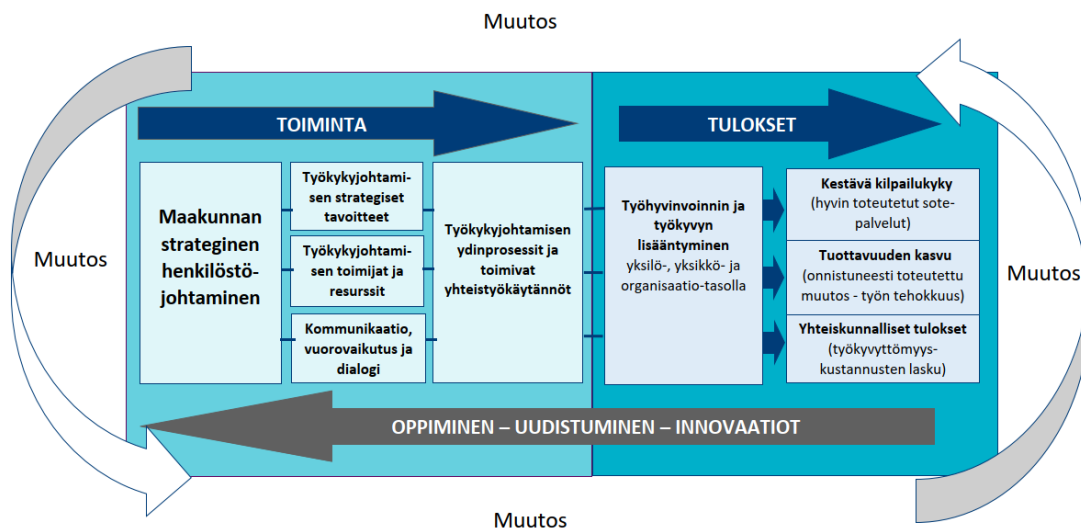 Muutos
TOIMINTA
TULOKSET
Maakunnan
strateginen
henkilöstö-
johtaminen
Työkykyjohtami-
sen strategiset
tavoitteet
Työkykyjohtami-
sen toimijat ja
resurssit
Kommunikaatio,
vuorovaikutus ja
dialogi
Työkykyjohtamisen
ydinprosessit ja
toimivat
yhteistyökäytännöt
Työhyvinvoinnin ja
työkyvyn
lisääntyminen
yksilö-, yksikkö- ja
organisaatio-tasolla
Kestävä kilpailukyky
(hyvin toteutetut sote-
palvelut)
Tuottavuuden kasvu
(onnistuneesti toteutettu
muutos - työn tehokkuus)
Yhteiskunnalliset tulokset
(työkyvyttömyys-
kustannusten lasku)
Muutos
Muutos
OPPIMINEN – UUDISTUMINEN – INNOVAATIOT
Muutos